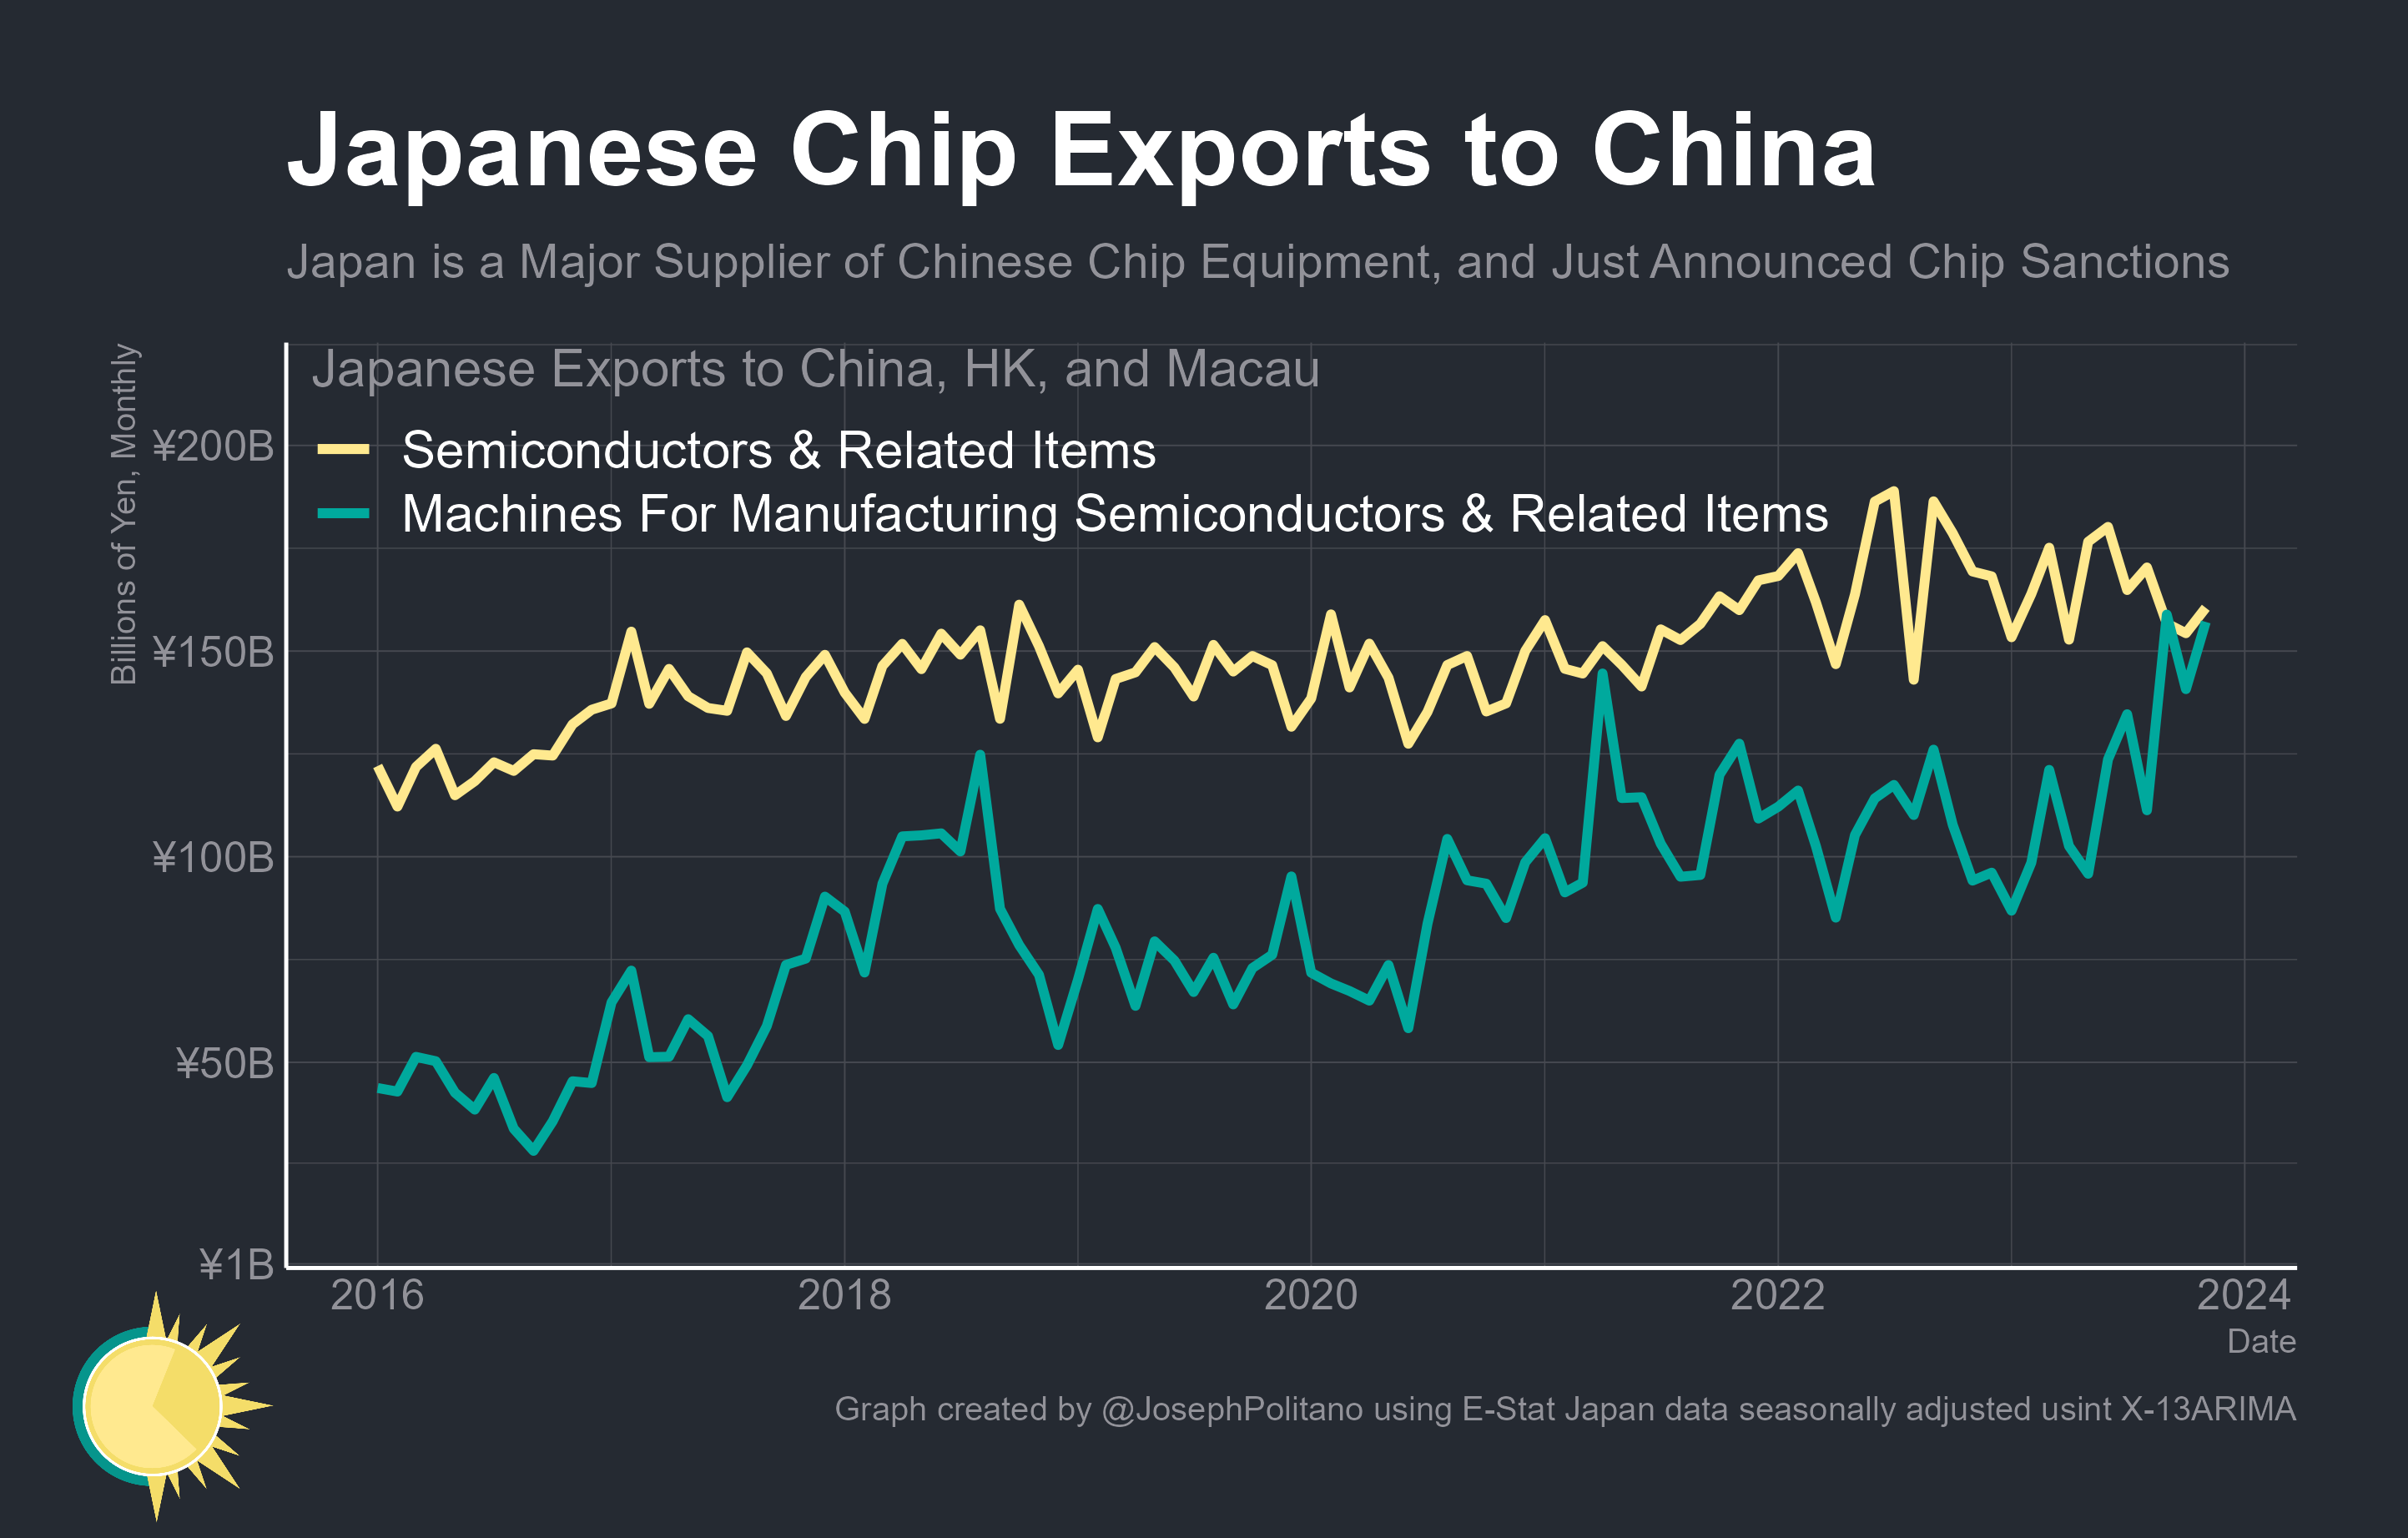 Japanese Chip Exports to China
Japan is a Major Supplier of Chinese Chip Equipment, and Just Announced Chip Sanctions
Billions of Yen, Monthly
Japanese Exports to China, HK, and Macau
Semiconductors & Related Items
Machines For Manufacturing Semiconductors & Related Items
¥200B
¥150B
¥100B
¥50B
¥1B
2016 2018 2020 2022 2024
Date
Graph created by @JosephPolitano using E-Stat Japan data seasonally adjusted usint X-13ARIMA